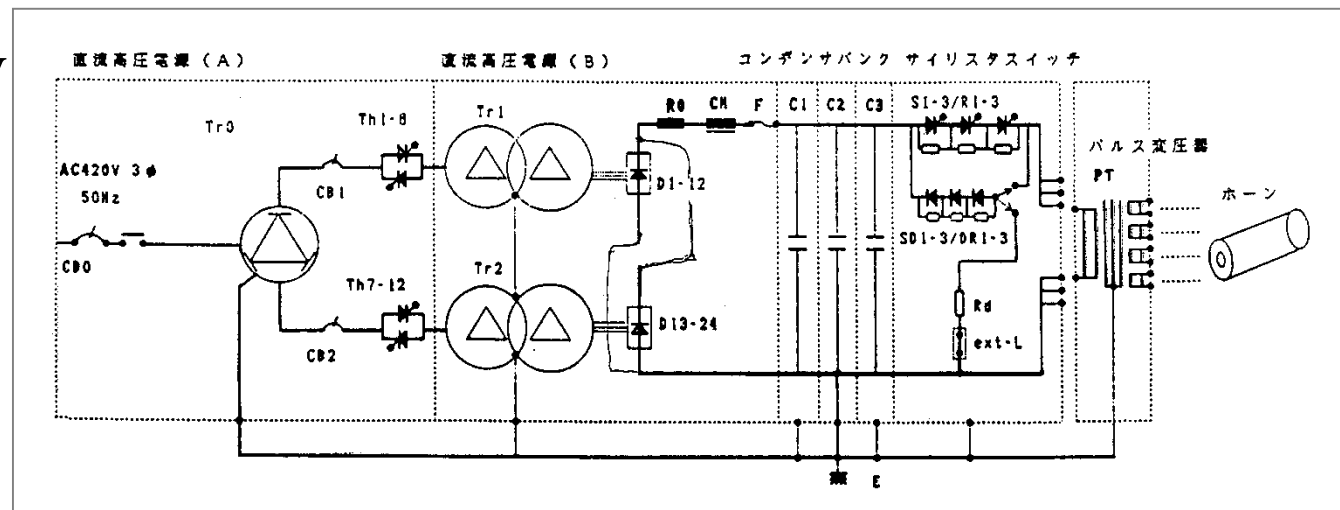 直流高圧電源（A）
直流高圧電源（B）
コンデンサバンク
サイリスタスイッチ
Tr0
Th1-6
Tr1
R0
CH
F
C1
C2
C3
S1-3/R1-3
パルス変圧器
AC420V 3φ
50Hz
CB1
D1-12
PT
ホーン
CB0
SD1-3/DR1-3
Tr2
Th7-12
Rd
D13-24
CB2
ext-L
E